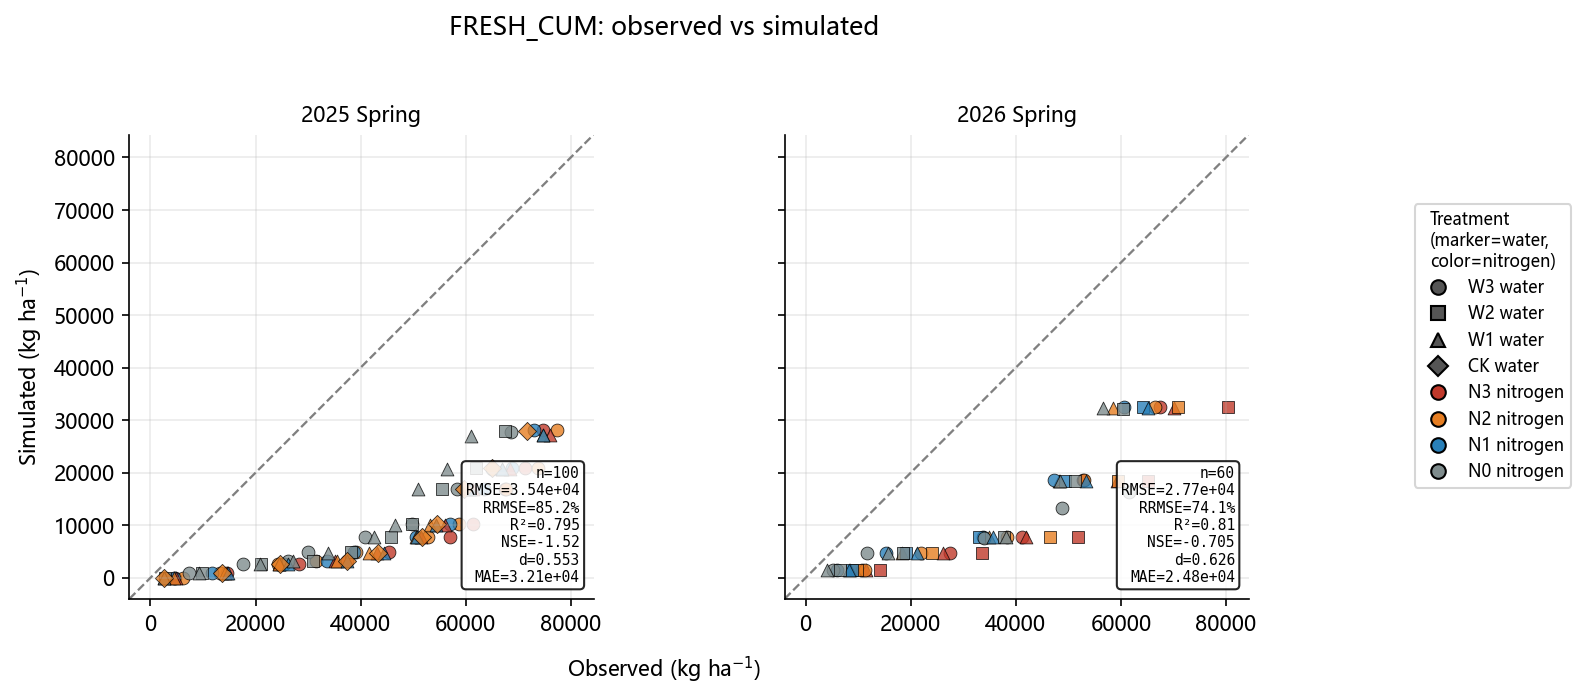 FRESH_CUM: observed vs simulated
2025 Spring
2026 Spring
Simulated (kg ha⁻¹)
80000
70000
60000
50000
40000
30000
20000
10000
0
n=100
RMSE=3.54e+04
RRMSE=85.2%
R²=0.795
NSE=-1.52
d=0.553
MAE=3.21e+04
0 20000 40000 60000 80000
n=60
RMSE=2.77e+04
RRMSE=74.1%
R²=0.81
NSE=-0.705
d=0.626
MAE=2.48e+04
0 20000 40000 60000 80000
Observed (kg ha⁻¹)
Treatment
(marker=water,
color=nitrogen)
W3 water
W2 water
W1 water
CK water
N3 nitrogen
N2 nitrogen
N1 nitrogen
N0 nitrogen